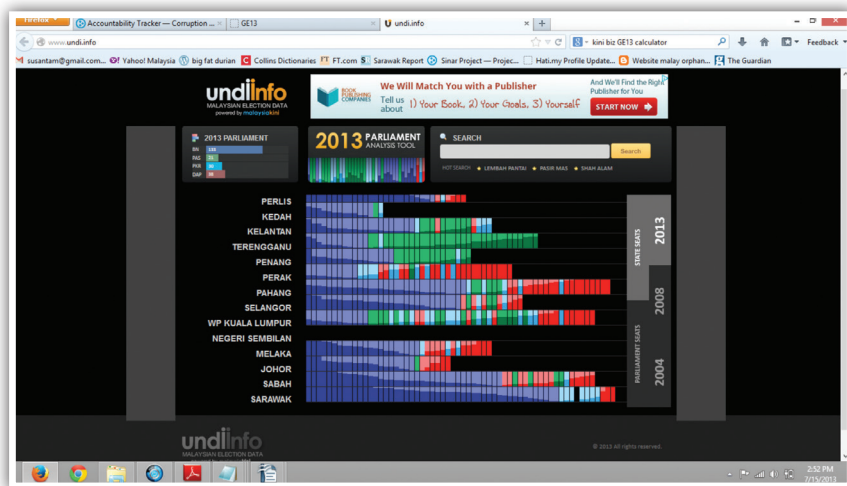 Firefox
Accountability Tracker — Corruption ...
GE13
undi.info
www.undi.info
kini biz GE13 calculator
Feedback
susantam@gmail.com...
Yahoo! Malaysia
big fat durian
Collins Dictionaries
FT.com
Sarawak Report
Sinar Project — Projec...
Hati.my Profile Update...
Website malay orphan...
The Guardian
undiinfo
MALAYSIAN ELECTION DATA
powered by malaysiakini
BOOK
PUBLISHING
COMPANIES
We Will Match You with a Publisher
Tell us
about 1) Your Book, 2) Your Goals, 3) Yourself
And We'll Find the Right
Publisher for You
START NOW
2013 PARLIAMENT
BN
PAS
PKR
DAP
2013 PARLIAMENT
ANALYSIS TOOL
SEARCH
Search
HOT SEARCH
LEMBAH PANTAI
PASIR MAS
SHAH ALAM
PERLIS
KEDAH
KELANTAN
TERENGGANU
PENANG
PERAK
PAHANG
SELANGOR
WP KUALA LUMPUR
NEGERI SEMBILAN
MELAKA
JOHOR
SABAH
SARAWAK
STATE SEATS
2013
2008
PARLIAMENT SEATS
2004
undiinfo
MALAYSIAN ELECTION DATA
© 2013 All rights reserved.
2:52 PM
7/15/2013